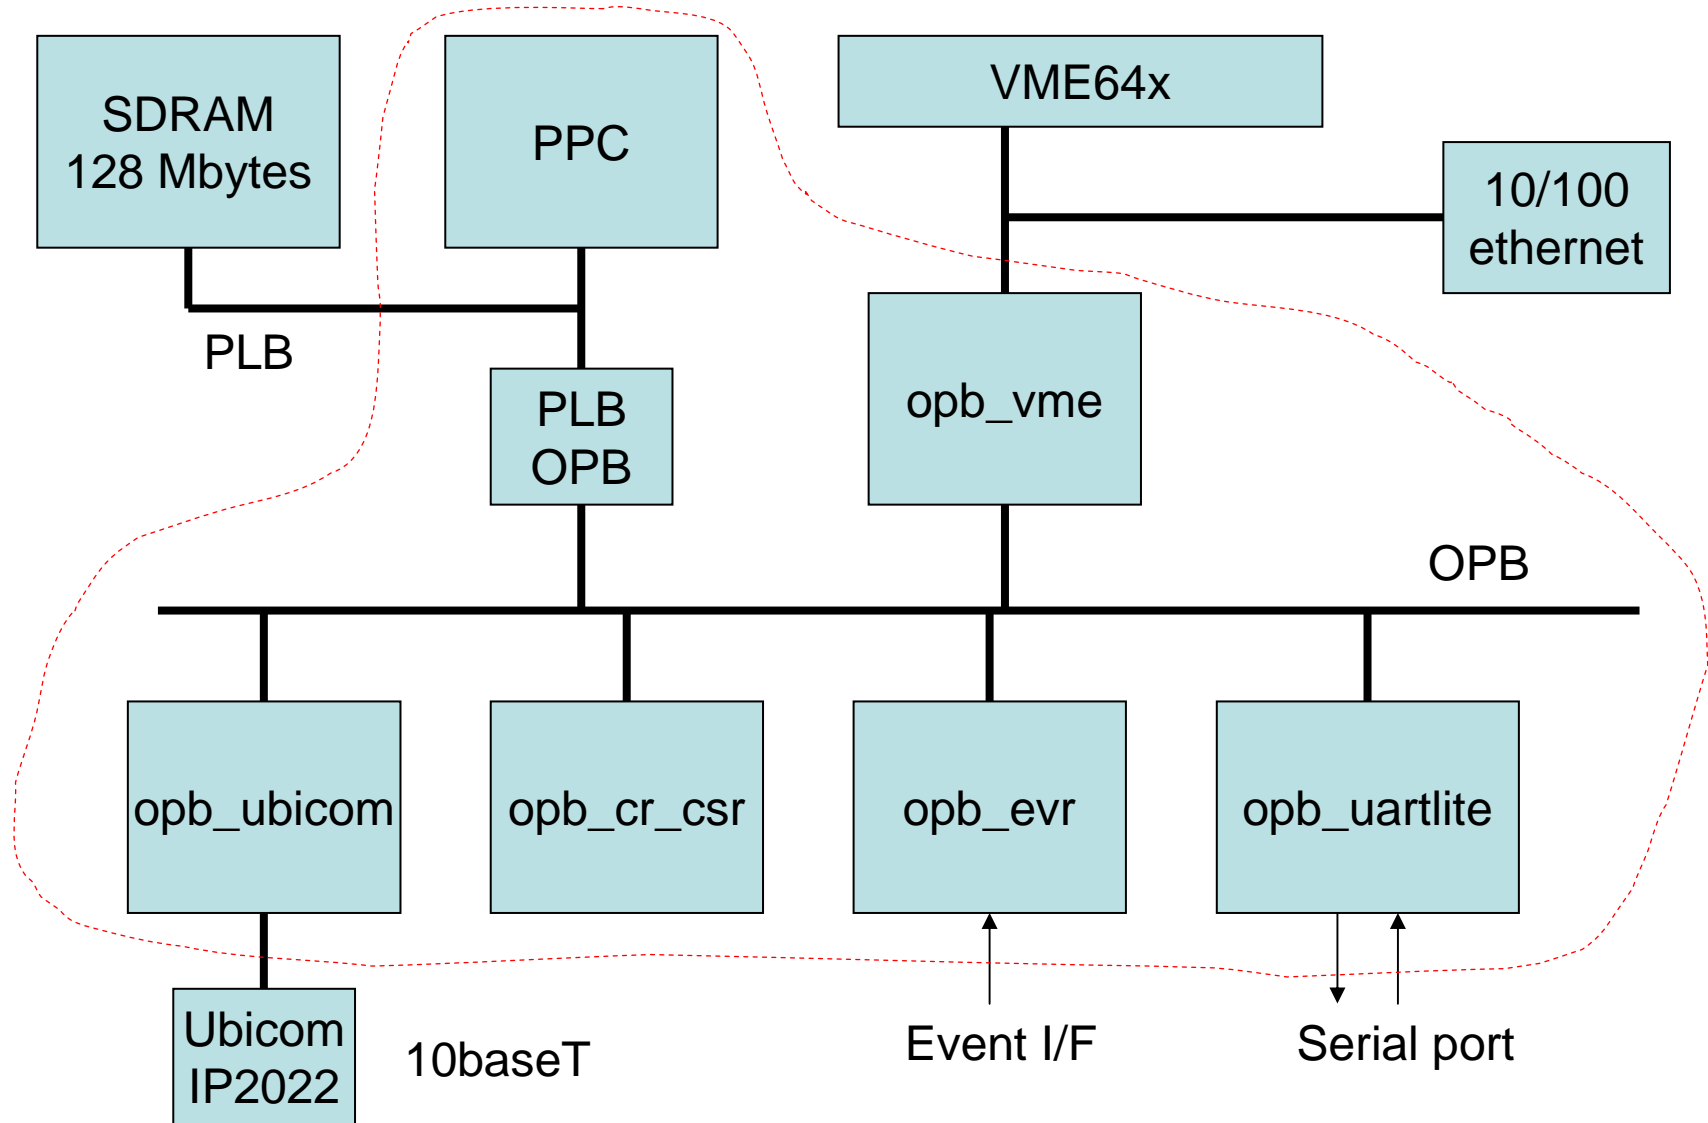 SDRAM
128 Mbytes
PPC
VME64x
10/100
ethernet
PLB
PLB
OPB
opb_vme
OPB
opb_ubicom
opb_cr_csr
opb_evr
opb_uartlite
Ubicom
IP2022
10baseT
Event I/F
Serial port